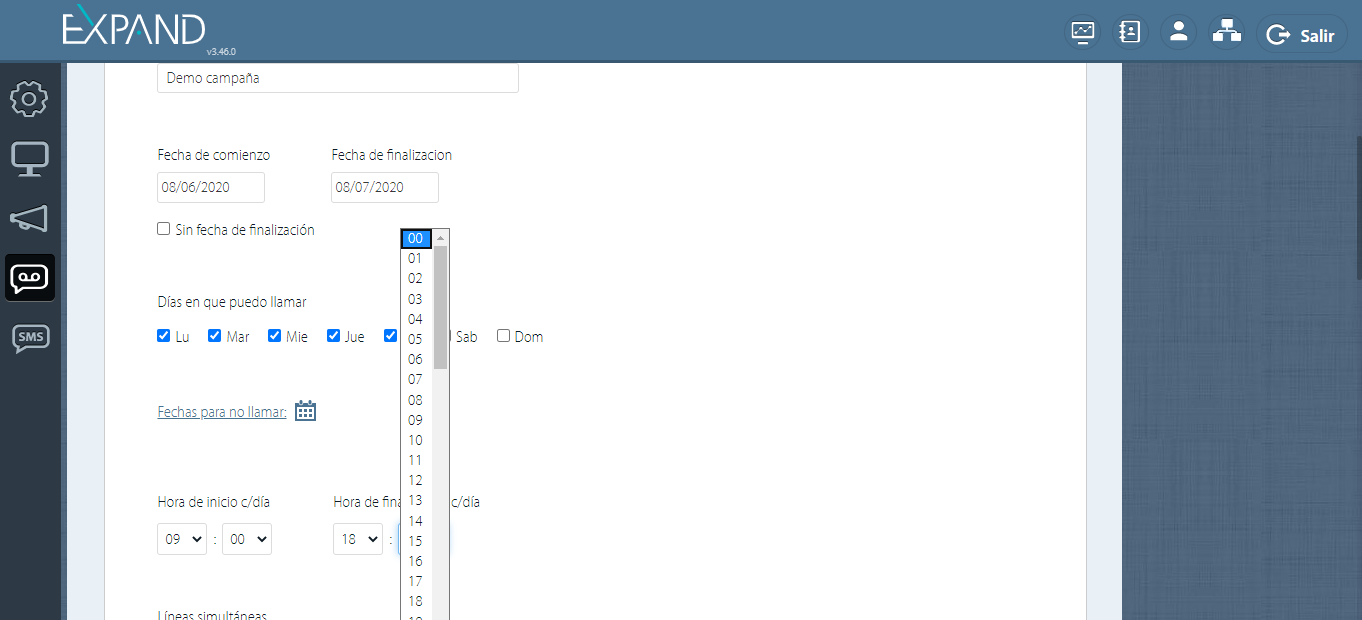 EXPAND
v3.46.0
Salir
Demo campaña
Fecha de comienzo
Fecha de finalizacion
08/06/2020
08/07/2020
Sin fecha de finalización
Días en que puedo llamar
Lu Mar Mie Jue Sab Dom
Fechas para no llamar:
Hora de inicio c/día
Hora de c/día
09 : 00
18 :
00
01
02
03
04
05
06
07
08
09
10
11
12
13
14
15
16
17
18
Líneas simultáneas
SMS